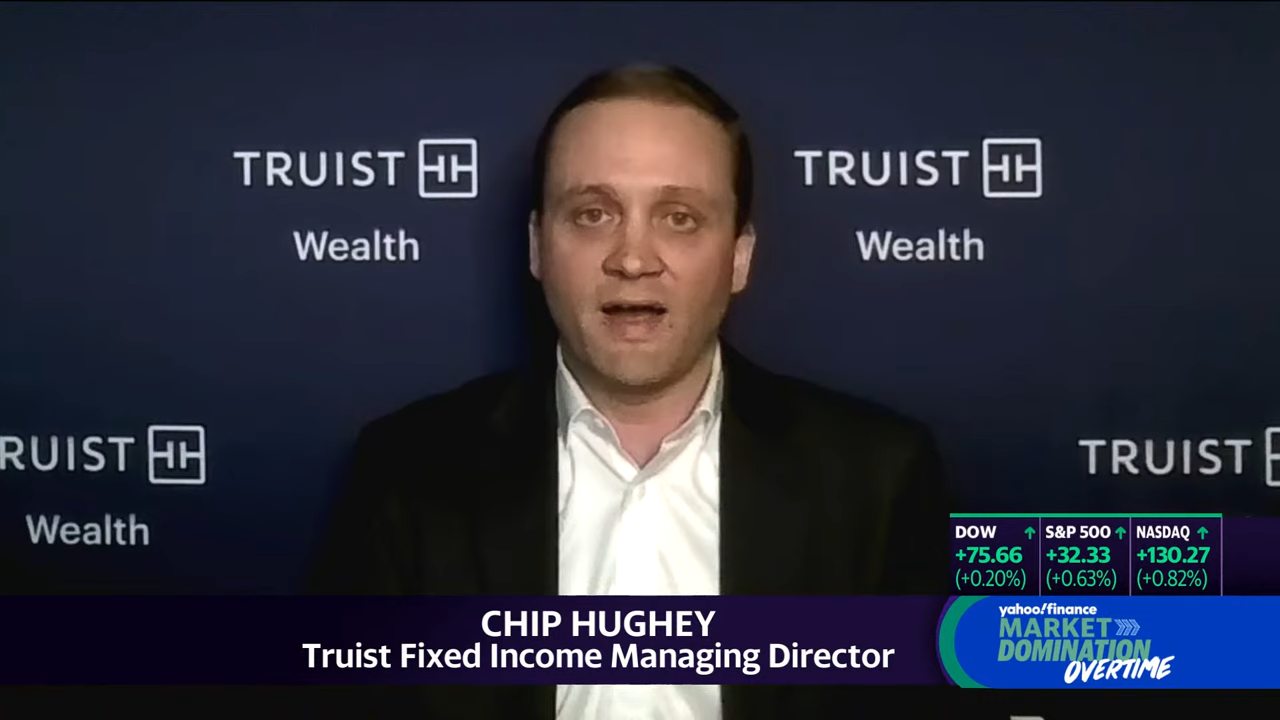 TRUIST
Wealth
TRUIST
Wealth
RUIST
Wealth
TRUIST
DOW
+75.66
(+0.20%)
S&P 500
+32.33
(+0.63%)
NASDAQ
+130.27
(+0.82%)
CHIP HUGHEY
Truist Fixed Income Managing Director
yahoo!finance
MARKET
DOMINATION
OVERTIME